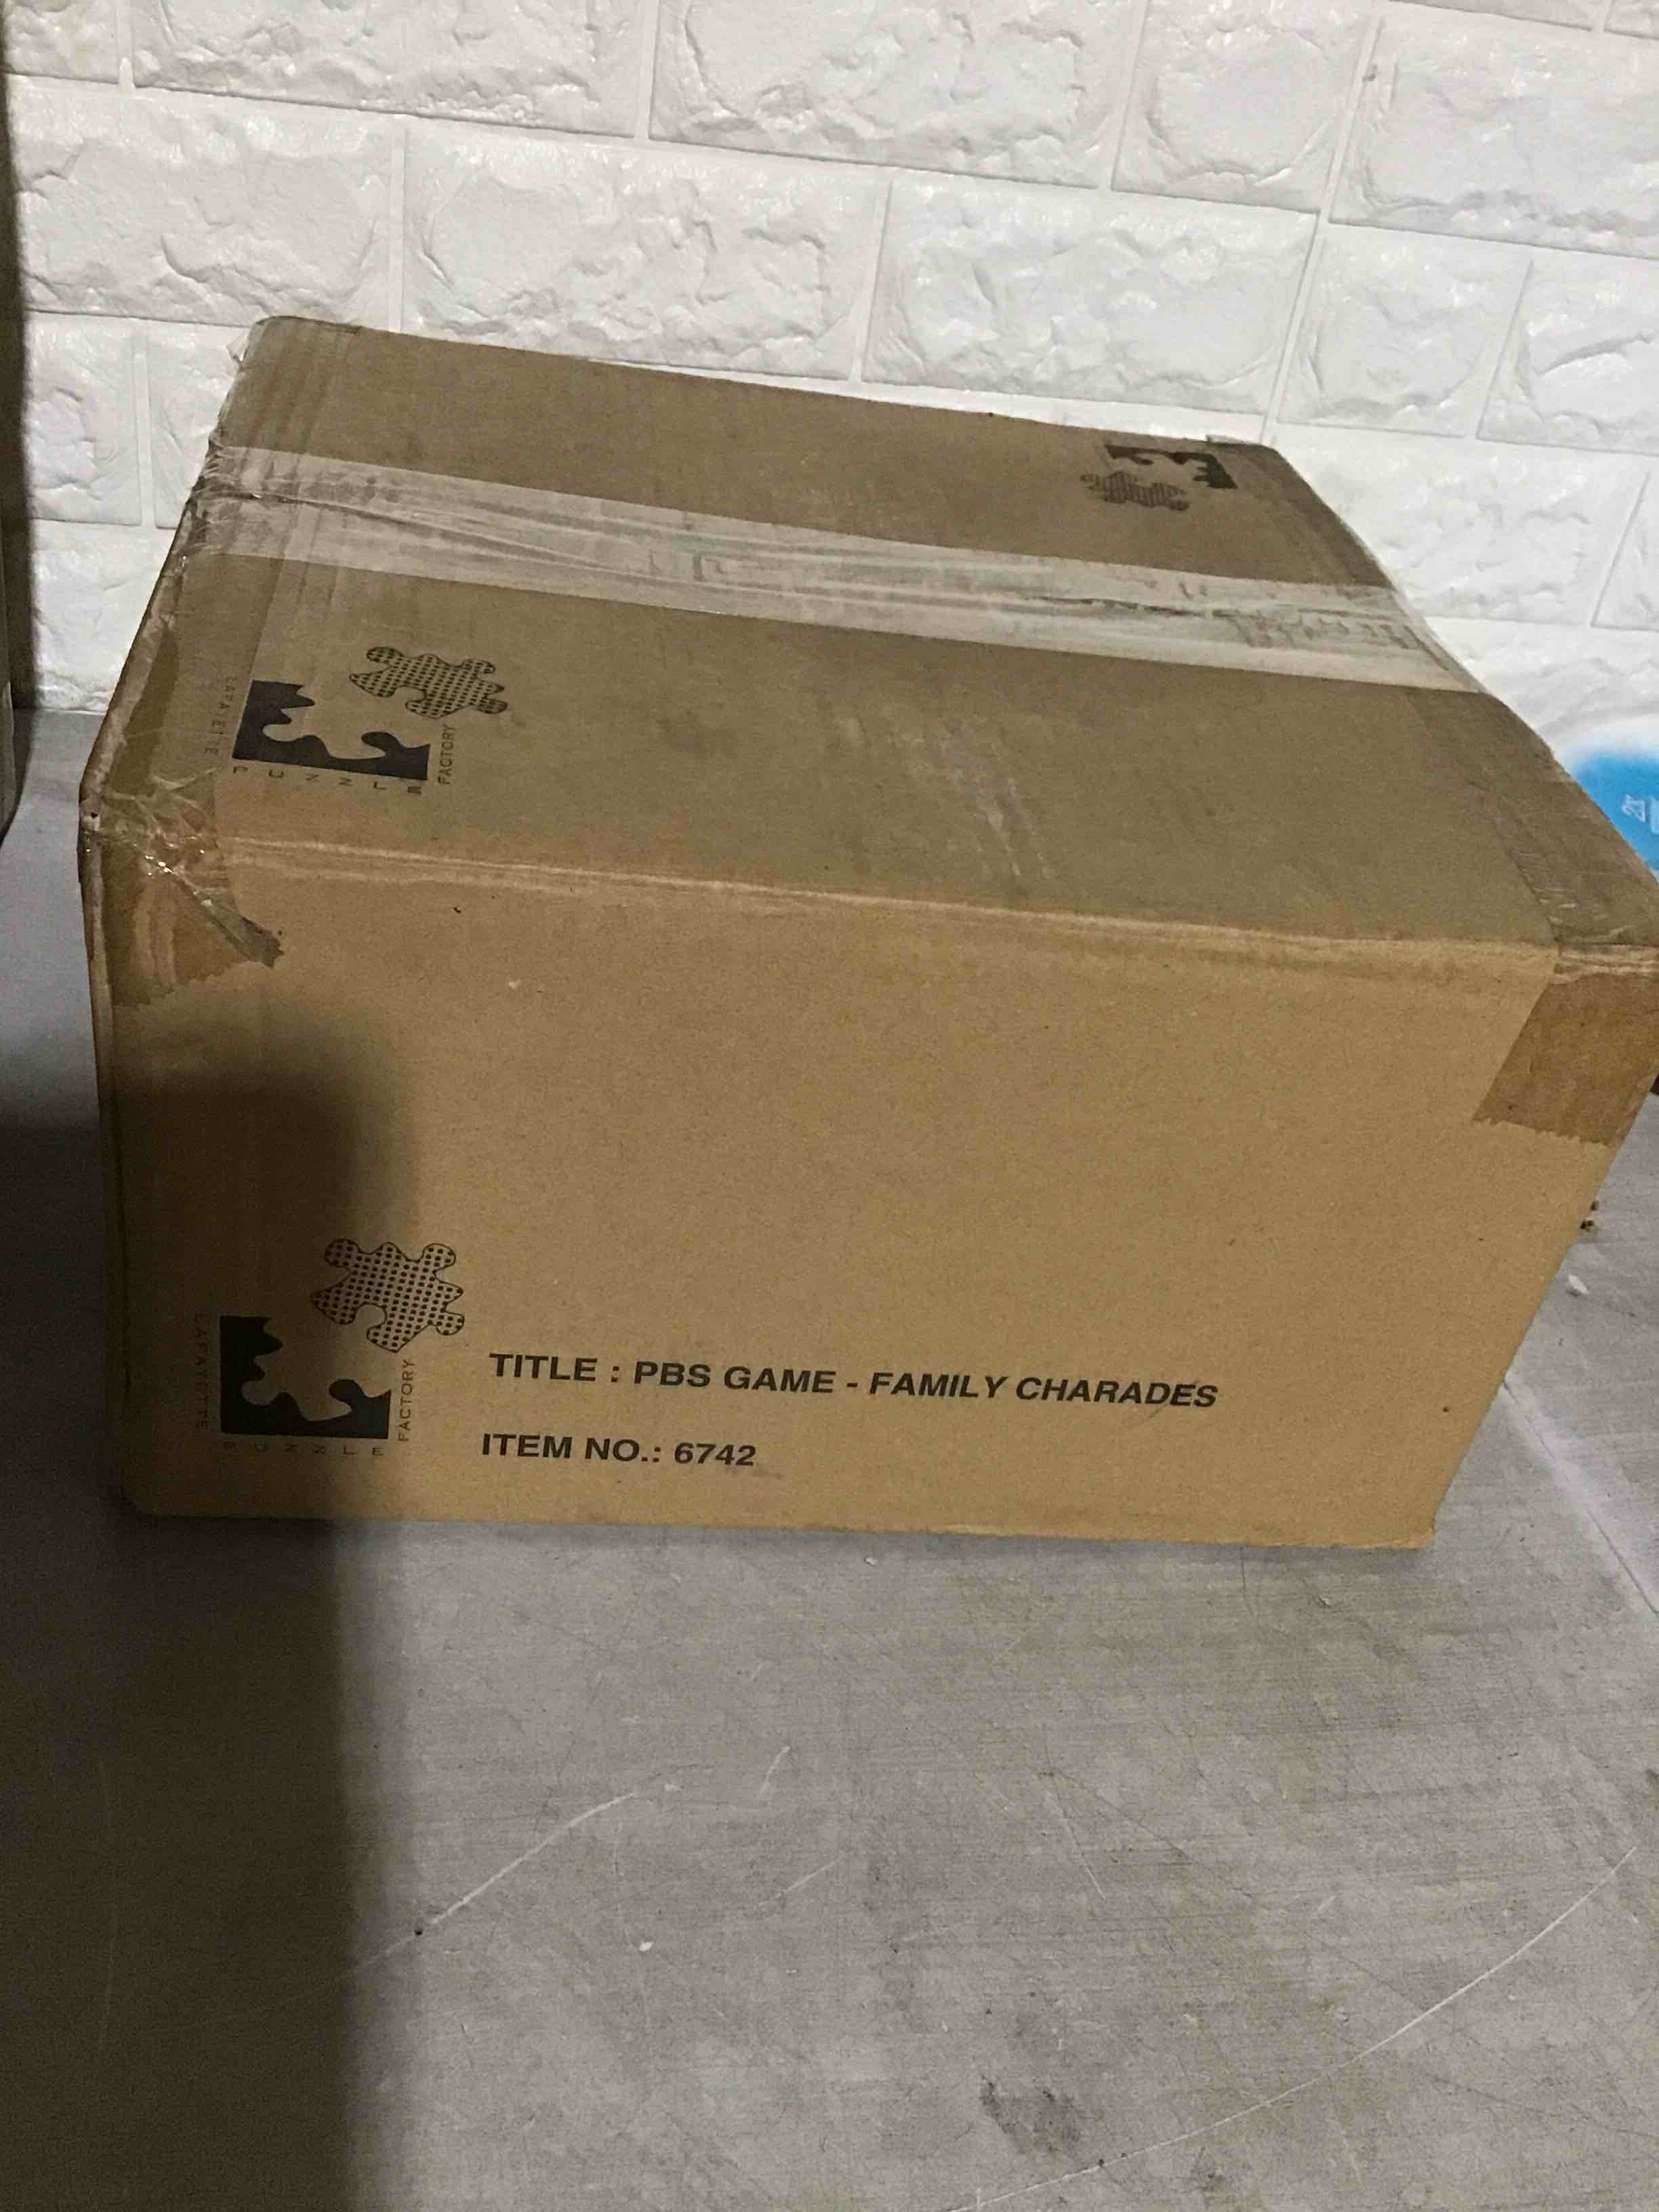 LAFAYETTE
PUZZLE
FACTORY
LAFAYETTE
PUZZLE
FACTORY
TITLE : PBS GAME - FAMILY CHARADES
ITEM NO.: 6742